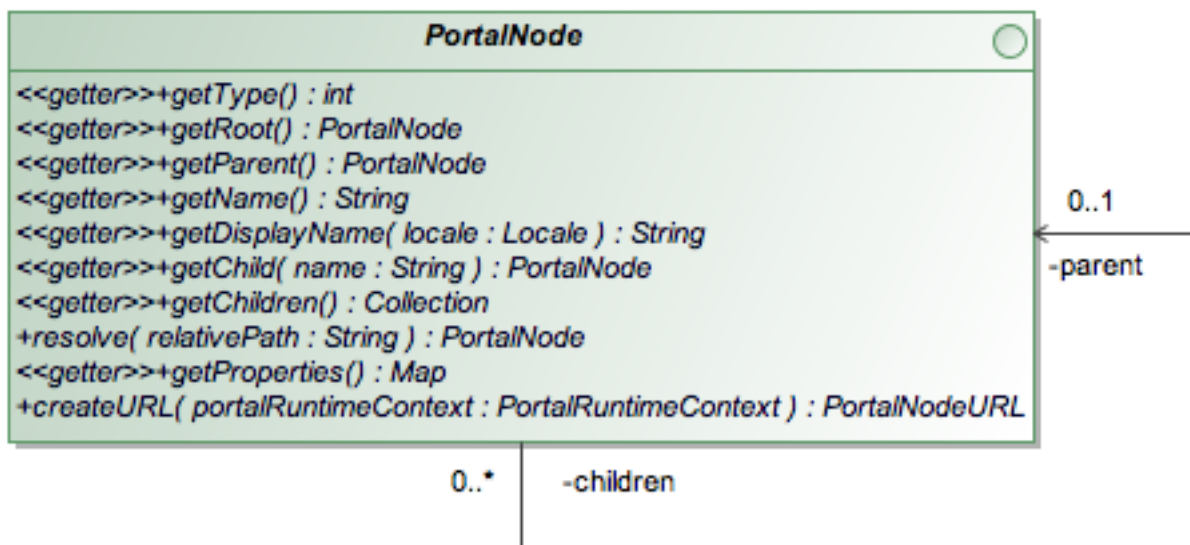 PortalNode
<<getter>>+getType() : int
<<getter>>+getRoot() : PortalNode
<<getter>>+getParent() : PortalNode
<<getter>>+getName() : String
<<getter>>+getDisplayName( locale : Locale ) : String
<<getter>>+getChild( name : String ) : PortalNode
<<getter>>+getChildren() : Collection
+resolve( relativePath : String ) : PortalNode
<<getter>>+getProperties() : Map
+createURL( portalRuntimeContext : PortalRuntimeContext ) : PortalNodeURL
0..1
-parent
0..* -children